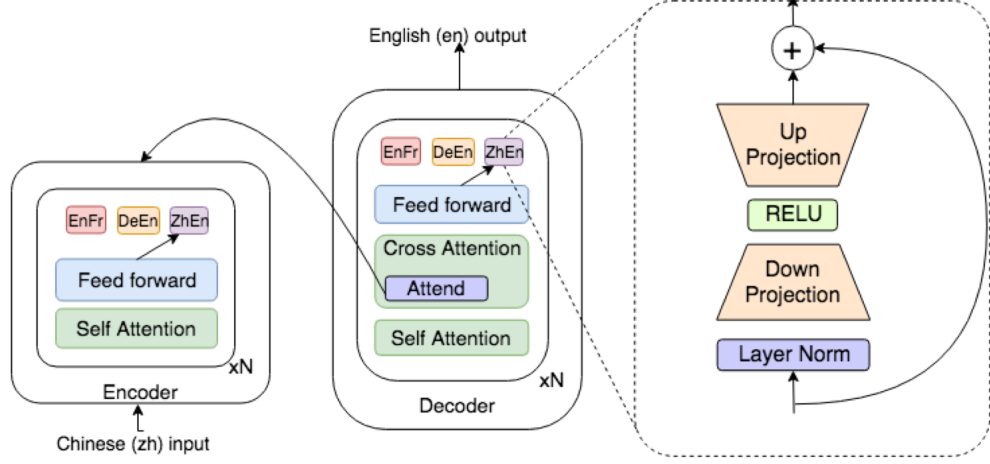 English (en) output
EnFr DeEn ZhEn
Feed forward
Cross Attention
Attend
Self Attention
xN
Decoder
EnFr DeEn ZhEn
Feed forward
Self Attention
xN
Encoder
Chinese (zh) input
+
Up
Projection
RELU
Down
Projection
Layer Norm